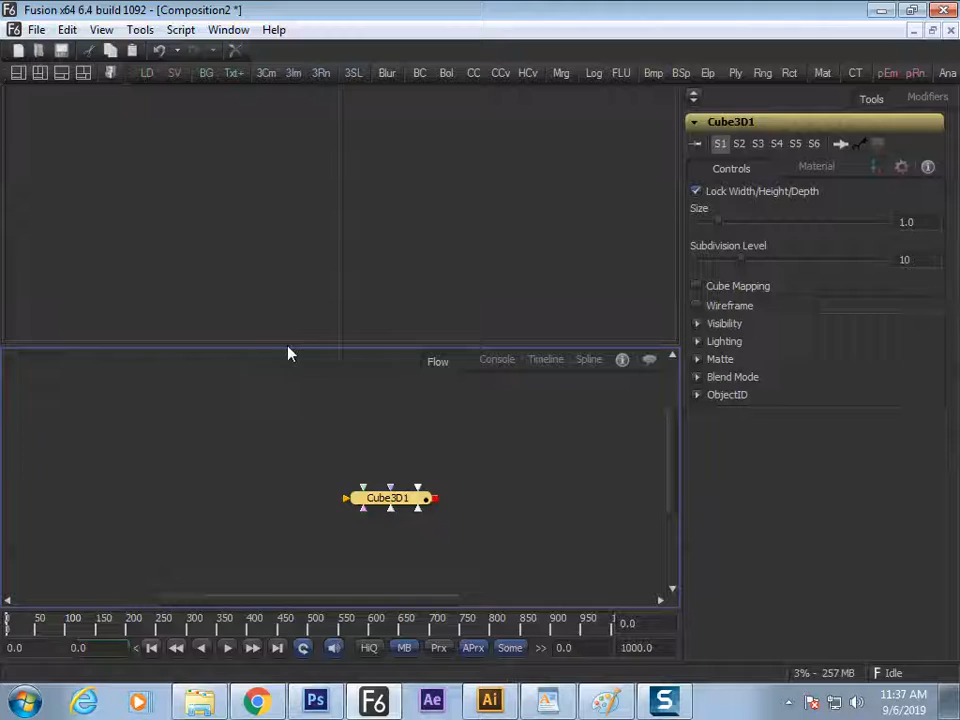 Fusion x64 6.4 build 1092 - [Composition2 *]
File Edit View Tools Script Window Help
LD SV BG Txt+ 3Cm 3Im 3Rn 3SL Blur BC Bol CC CCv HCv Mrg Log FLU Bmp BSp Elp Ply Rng Rct Mat CT pEm pRn Ana
Tools Modifiers
Cube3D1
S1 S2 S3 S4 S5 S6
Controls Material
Lock Width/Height/Depth
Size
1.0
Subdivision Level
10
Cube Mapping
Wireframe
Visibility
Lighting
Matte
Blend Mode
ObjectID
Flow Console Timeline Spline
Cube3D1
50 100 150 200 250 300 350 400 450 500 550 600 650 700 750 800 850 900 950 1 0.0
0.0 0.0 < HiQ MB Prx APrx Some >> 0.0 1000.0
3% - 257 MB Idle
Ps F6 Ae Ai S
11:37 AM
9/6/2019